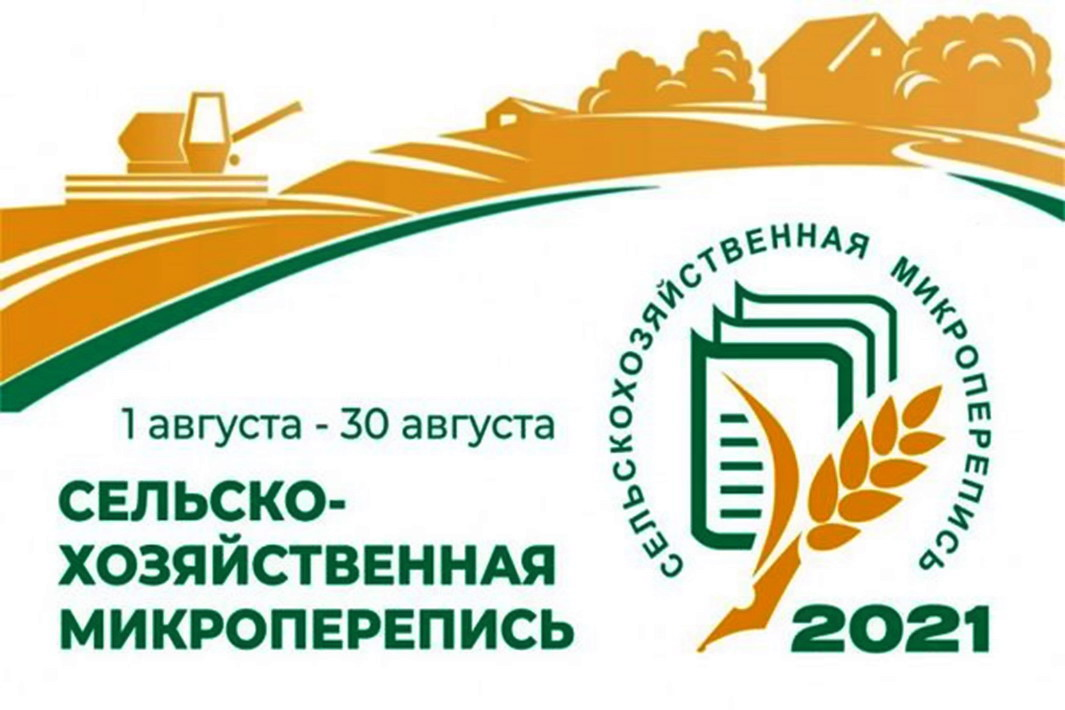 1 августа - 30 августа
СЕЛЬСКО-
ХОЗЯЙСТВЕННАЯ
МИКРОПЕРЕПИСЬ
СЕЛЬСКОХОЗЯЙСТВЕННАЯ МИКРОПЕРЕПИСЬ
2021